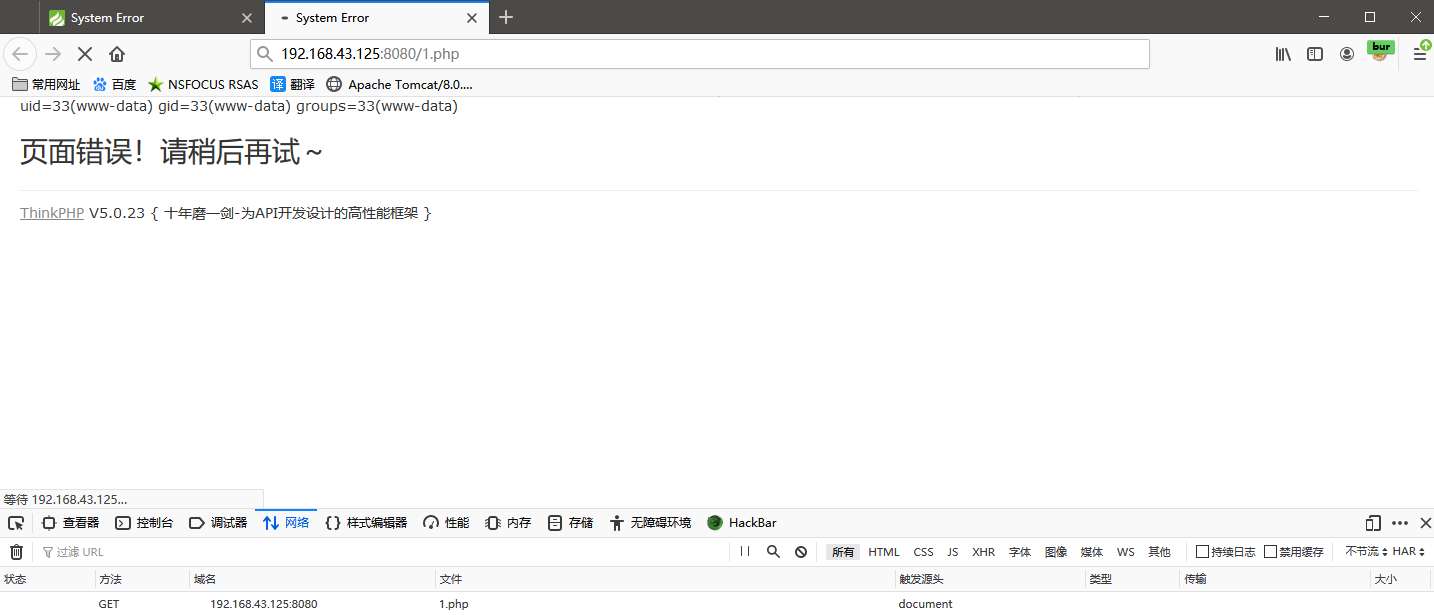 System Error
System Error
192.168.43.125:8080/1.php
bur
常用网址 百度 NSFOCUS RSAS 译 翻译 Apache Tomcat/8.0....
uid=33(www-data) gid=33(www-data) groups=33(www-data)
页面错误！请稍后再试～
ThinkPHP V5.0.23 { 十年磨一剑-为API开发设计的高性能框架 }
等待 192.168.43.125...
查看器 控制台 调试器 网络 {} 样式编辑器 性能 内存 存储 无障碍环境 HackBar
过滤 URL 所有 HTML CSS JS XHR 字体 图像 媒体 WS 其他 持续日志 禁用缓存 不节流 HAR
状态 方法 域名 文件 触发源头 类型 传输 大小
GET 192.168.43.125:8080 1.php document